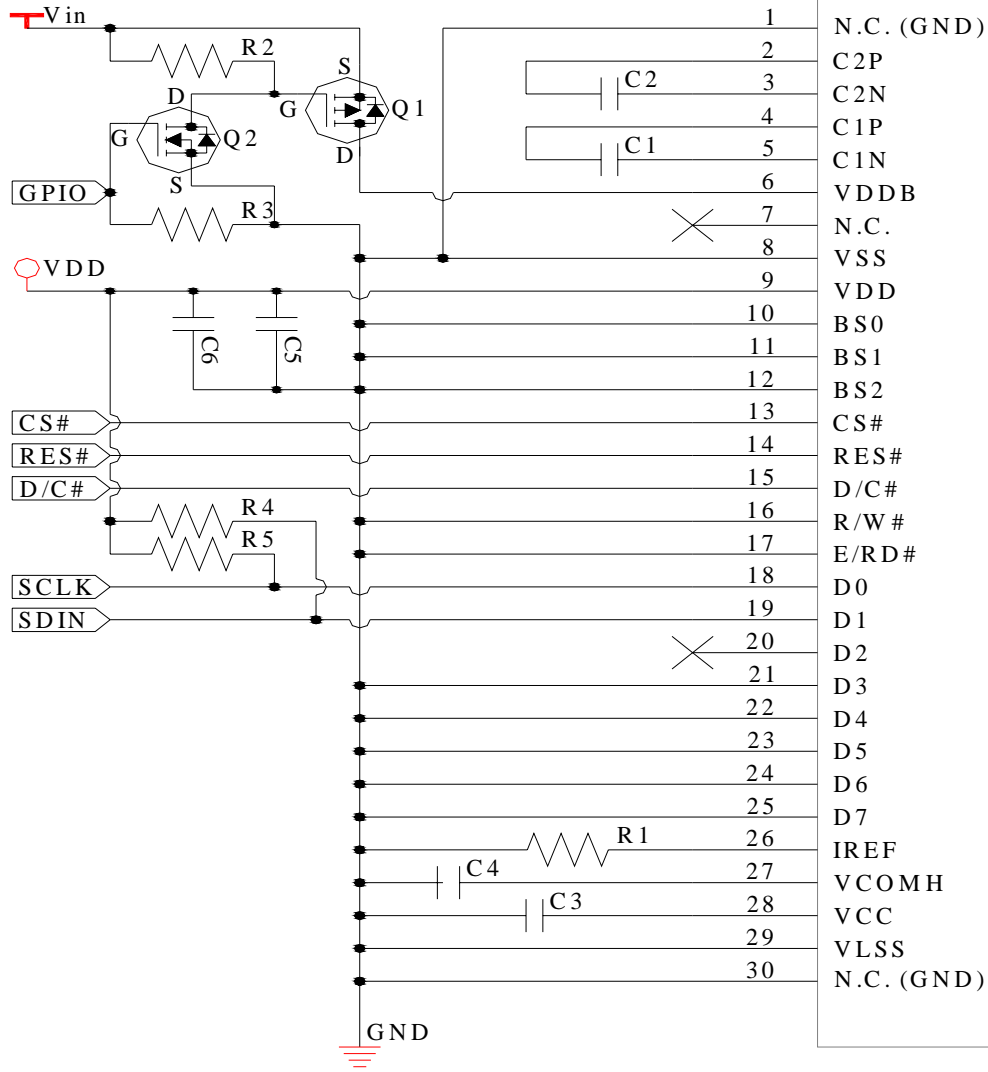 Vin
R2
S
D
G
Q1
G
Q2
D
S
GPIO
R3
VDD
C6
C5
CS#
RES#
D/C#
R4
R5
SCLK
SDIN
C2
C1
R1
C4
C3
GND
1 N.C. (GND)
2 C2P
3 C2N
4 C1P
5 C1N
6 VDDB
7 N.C.
8 VSS
9 VDD
10 BS0
11 BS1
12 BS2
13 CS#
14 RES#
15 D/C#
16 R/W#
17 E/RD#
18 D0
19 D1
20 D2
21 D3
22 D4
23 D5
24 D6
25 D7
26 IREF
27 VCOMH
28 VCC
29 VLSS
30 N.C. (GND)